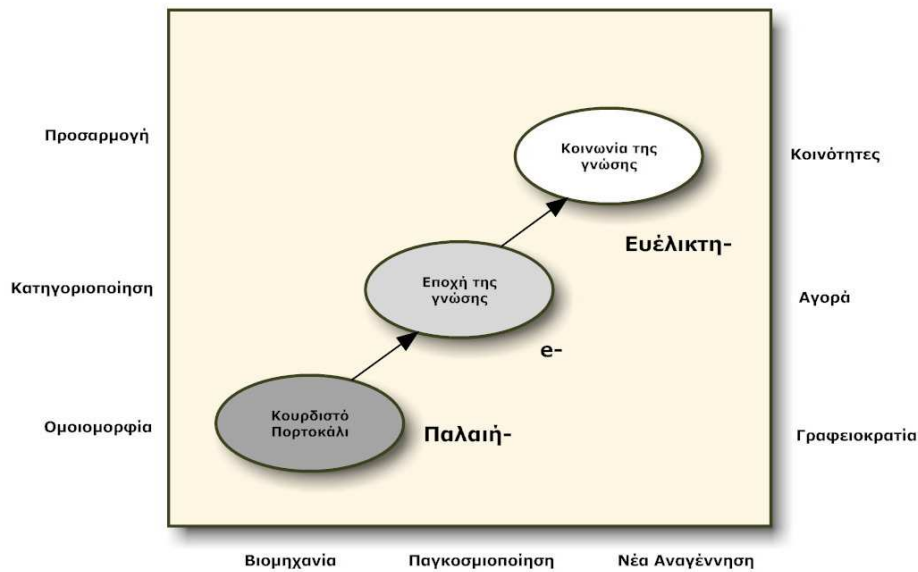 Προσαρμογή
Κοινωνία της
γνώσης
Κοινότητες
Ευέλικτη-
Κατηγοριοποίηση
Εποχή της
γνώσης
Αγορά
e-
Ομοιομορφία
Κουρδιστό
Πορτοκάλι
Παλαιή-
Γραφειοκρατία
Βιομηχανία
Παγκοσμιοποίηση
Νέα Αναγέννηση